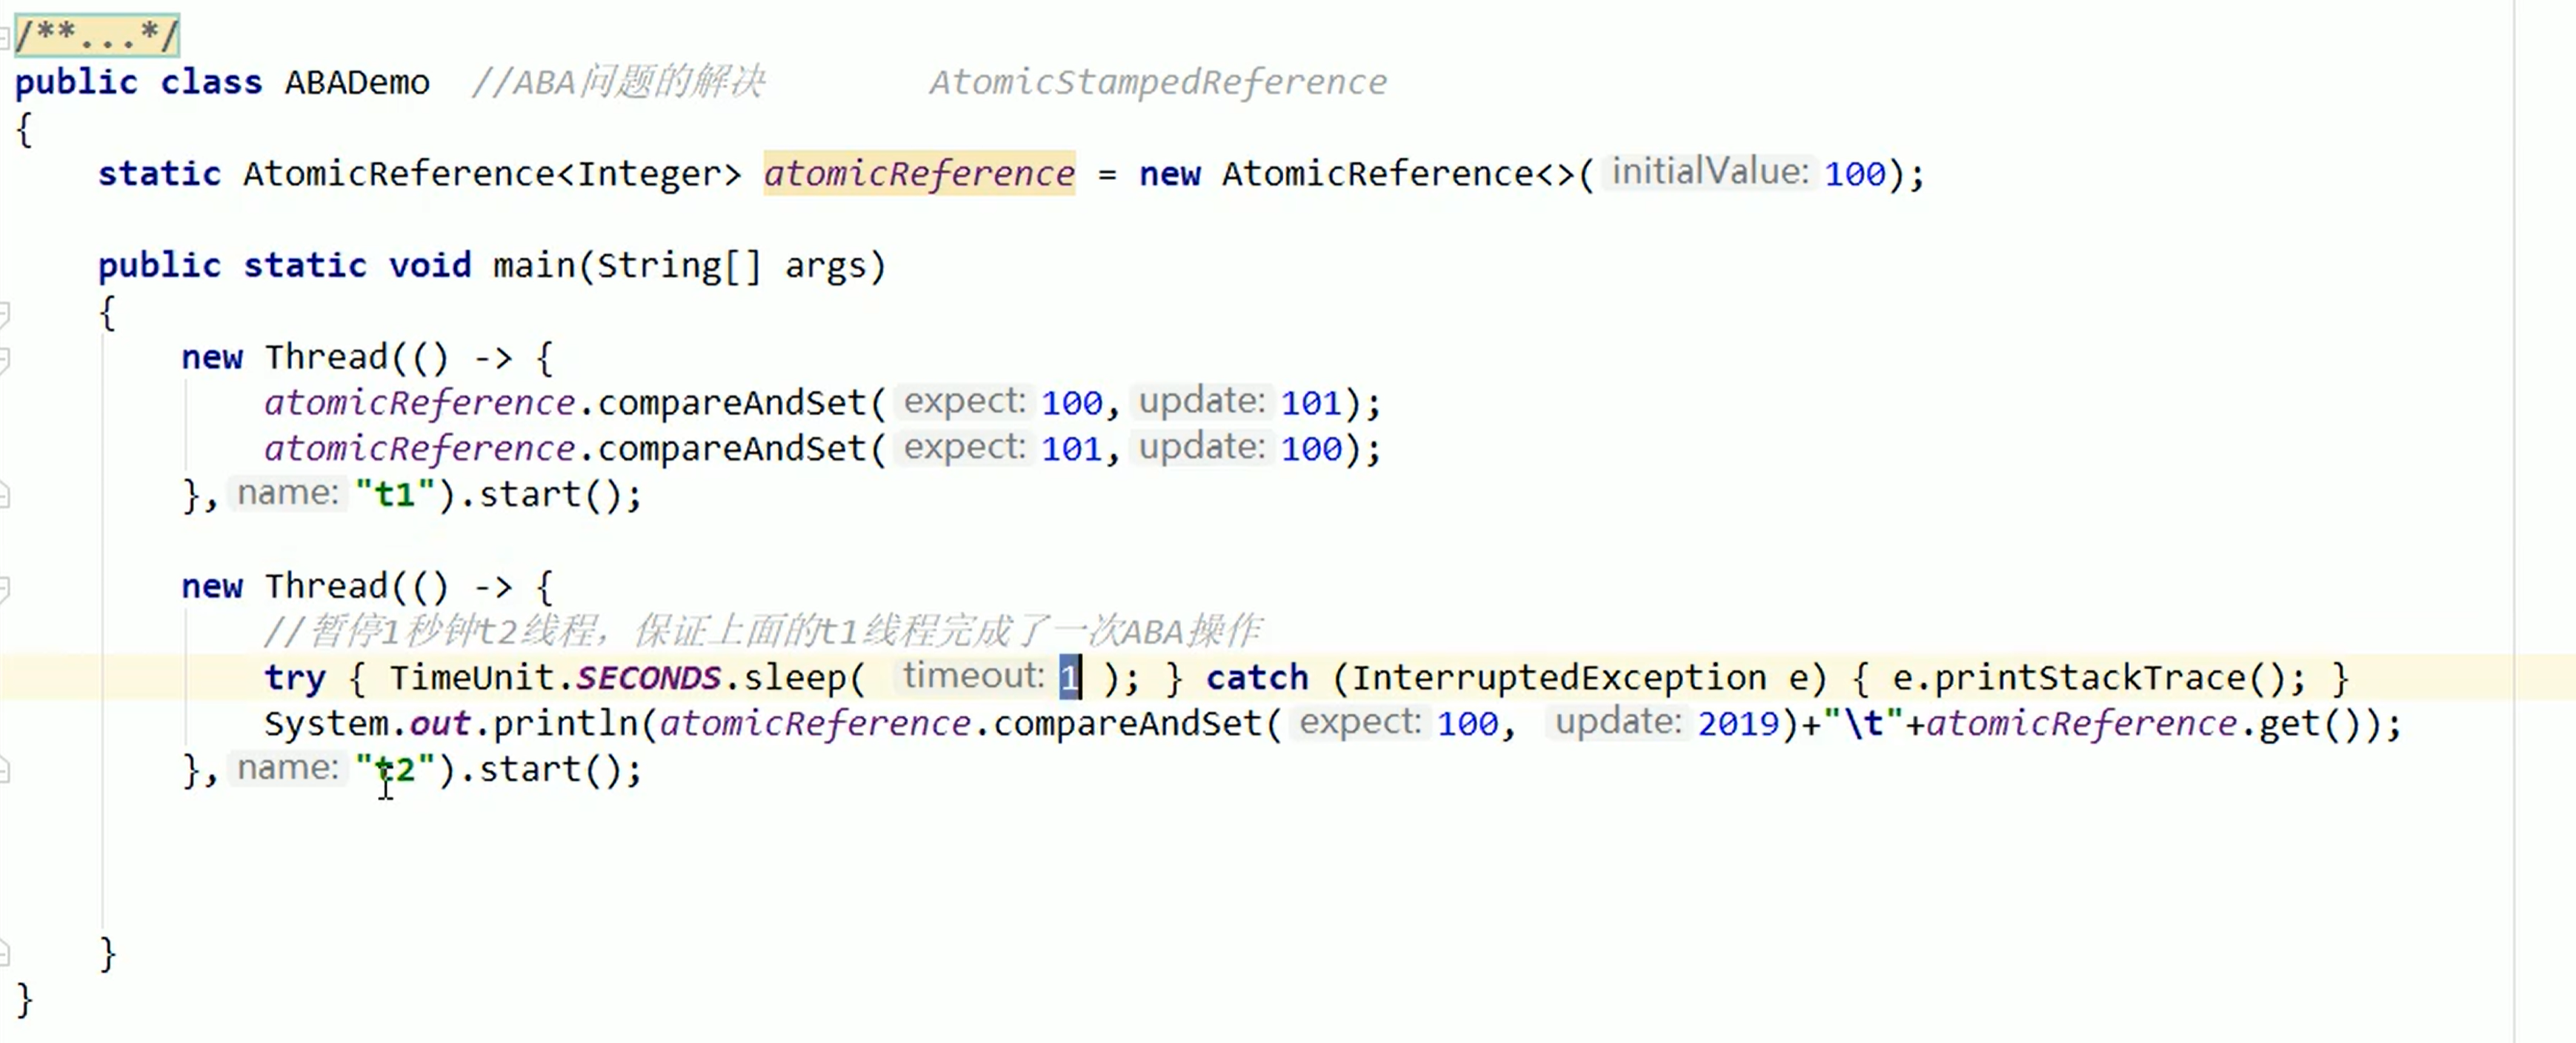 /**...*/
public class ABADemo  //ABA问题的解决        AtomicStampedReference
{
    static AtomicReference<Integer> atomicReference = new AtomicReference<>( initialValue: 100);
    public static void main(String[] args)
    {
        new Thread(() -> {
            atomicReference.compareAndSet( expect: 100, update: 101);
            atomicReference.compareAndSet( expect: 101, update: 100);
        }, name: "t1").start();
        new Thread(() -> {
            //暂停1秒钟t2线程，保证上面的t1线程完成了一次ABA操作
            try { TimeUnit.SECONDS.sleep( timeout: 1 ); } catch (InterruptedException e) { e.printStackTrace(); }
            System.out.println(atomicReference.compareAndSet( expect: 100, update: 2019)+"\t"+atomicReference.get());
        }, name: "t2").start();
    }
}